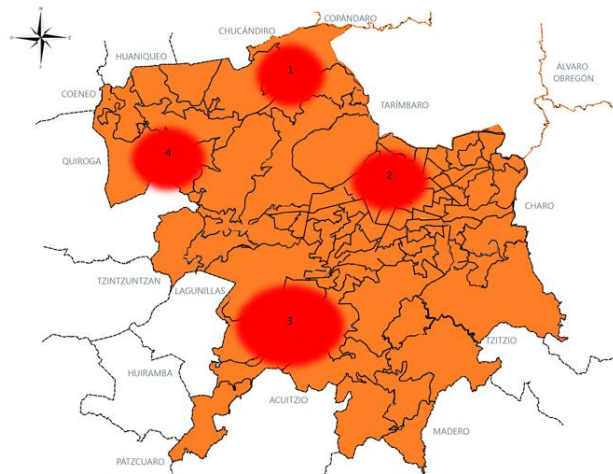 COPÁNDARO
CHUCÁNDIRO
HUANIQUEO
ÁLVARO
OBREGÓN
1
COENEO
TARÍMBARO
4
QUIROGA
2
CHARO
TZINTZUNTZAN
LAGUNILLAS
3
TZITZIO
HUIRAMBA
ACUITZIO
MADERO
PÁTZCUARO